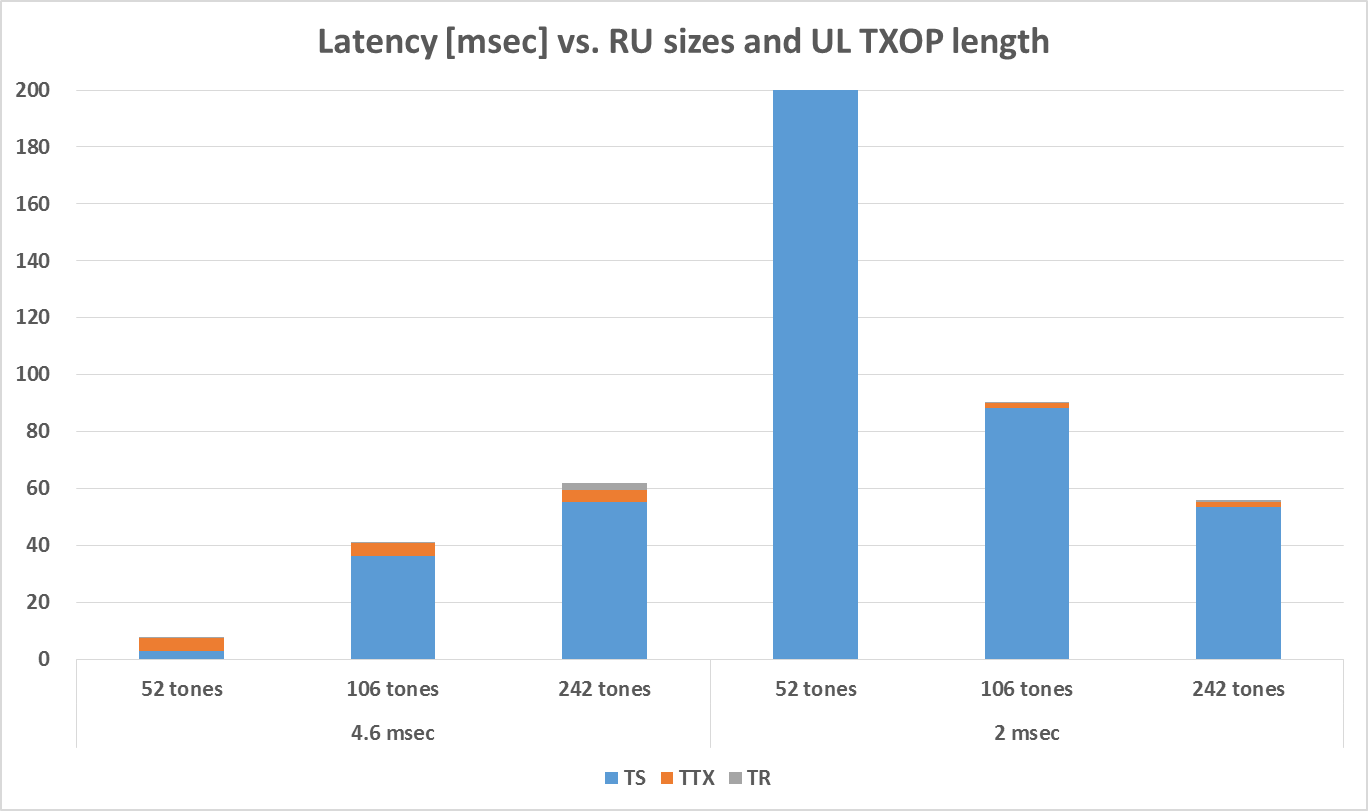 Latency [msec] vs. RU sizes and UL TXOP length
200
180
160
140
120
100
80
60
40
20
0
52 tones 106 tones 242 tones 52 tones 106 tones 242 tones
4.6 msec 2 msec
TS TTX TR